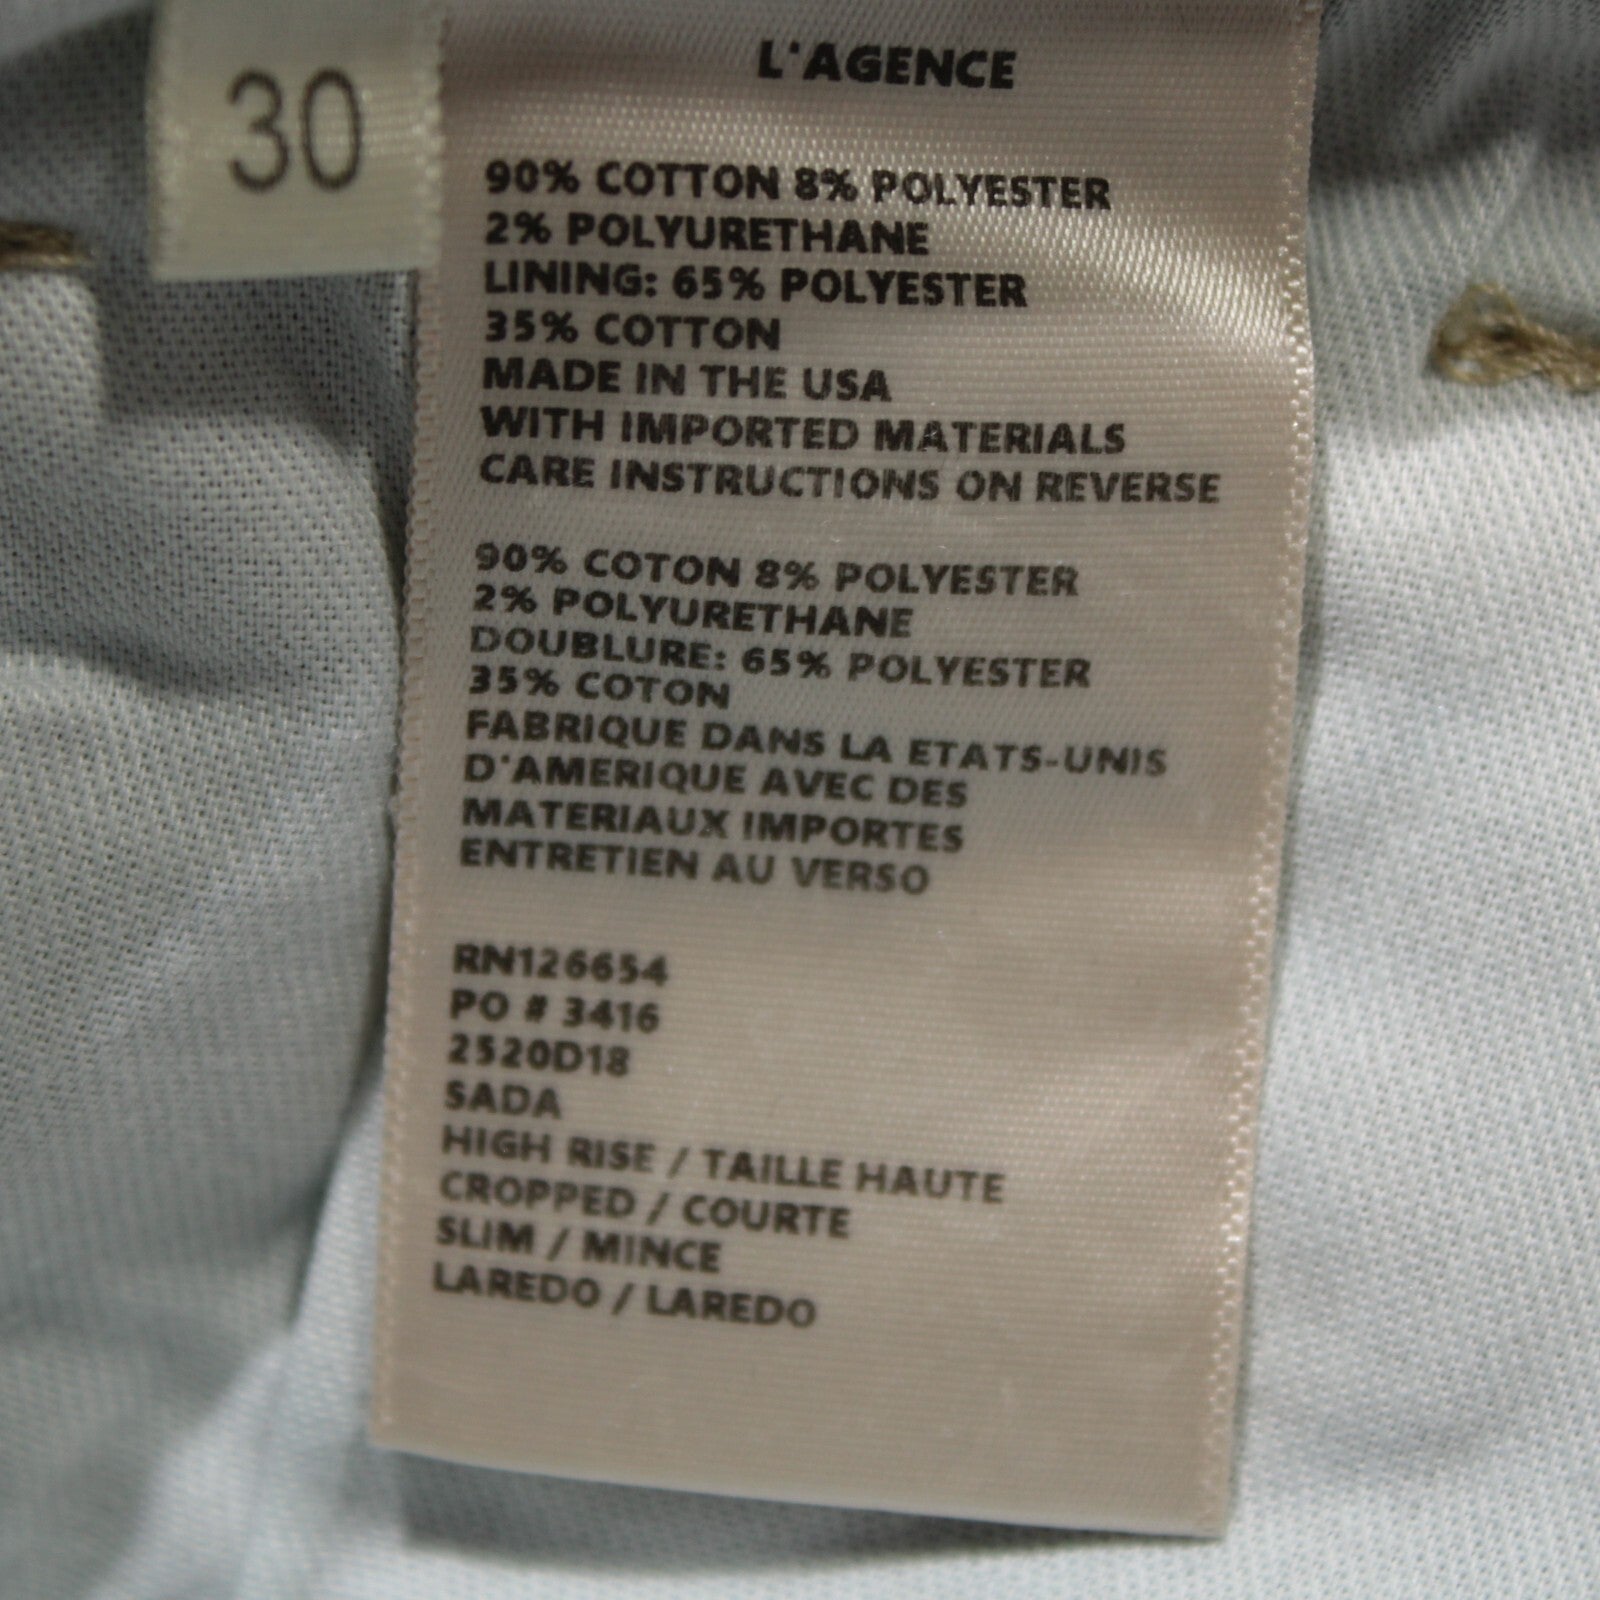 30
L'AGENCE
90% COTTON 8% POLYESTER
2% POLYURETHANE
LINING: 65% POLYESTER
35% COTTON
MADE IN THE USA
WITH IMPORTED MATERIALS
CARE INSTRUCTIONS ON REVERSE
90% COTON 8% POLYESTER
2% POLYURETHANE
DOUBLURE: 65% POLYESTER
35% COTON
FABRIQUE DANS LA ETATS-UNIS
D'AMERIQUE AVEC DES
MATERIAUX IMPORTES
ENTRETIEN AU VERSO
RN126654
PO # 3416
2520D18
SADA
HIGH RISE / TAILLE HAUTE
CROPPED / COURTE
SLIM / MINCE
LAREDO / LAREDO